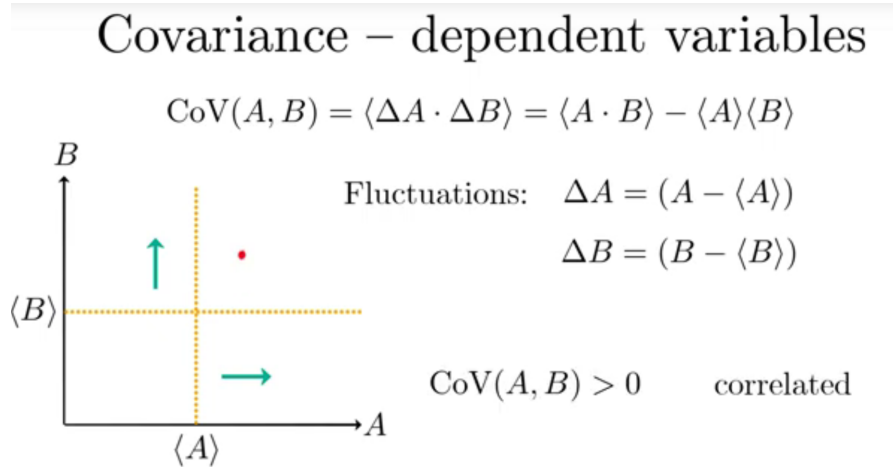 Covariance – dependent variables
CoV(A, B) = ⟨ΔA · ΔB⟩ = ⟨A · B⟩ − ⟨A⟩⟨B⟩
B
Fluctuations: ΔA = (A − ⟨A⟩)
ΔB = (B − ⟨B⟩)
⟨B⟩
CoV(A, B) > 0 correlated
A
⟨A⟩